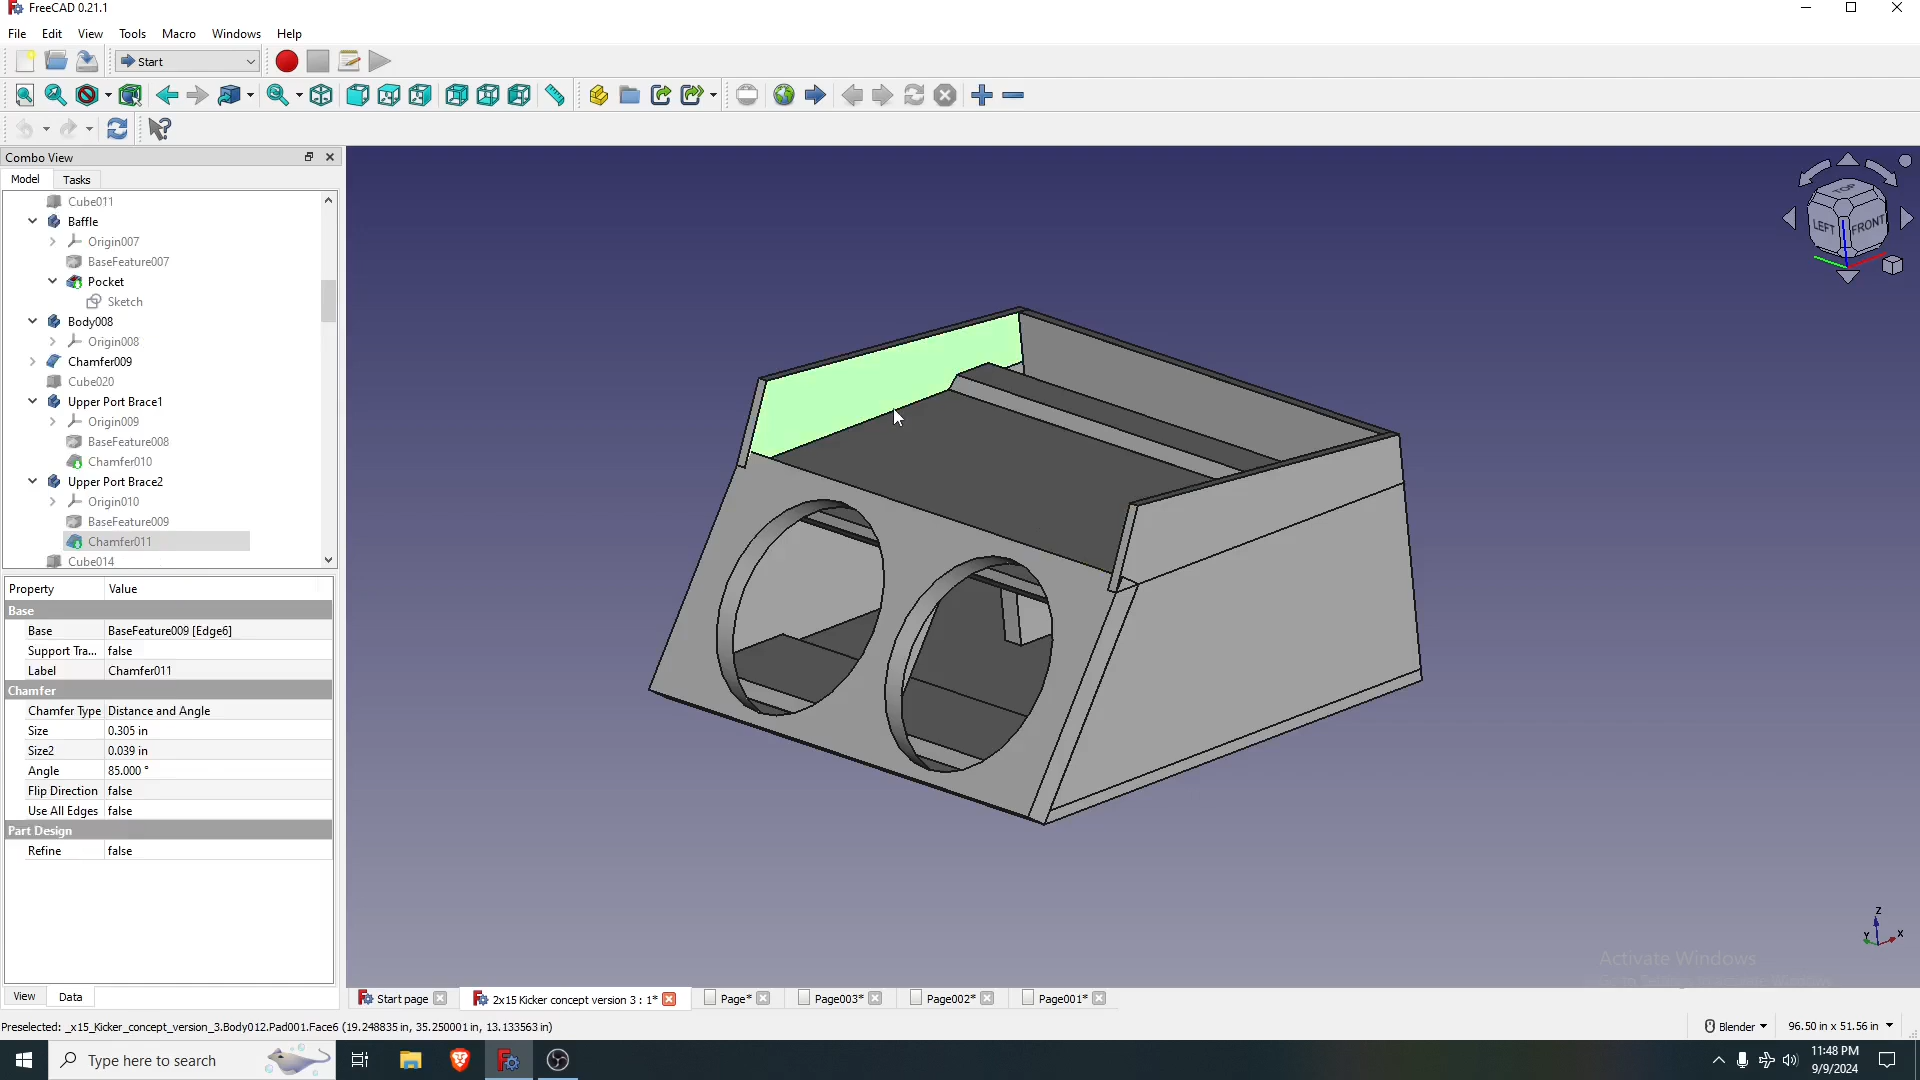 FreeCAD 0.21.1
File Edit View Tools Macro Windows Help
Start
Combo View
Model Tasks
Cube011
Baffle
Origin007
BaseFeature007
Pocket
Sketch
Body008
Origin008
Chamfer009
Cube020
Upper Port Brace1
Origin009
BaseFeature008
Chamfer010
Upper Port Brace2
Origin010
BaseFeature009
Chamfer011
Cube014
Property Value
Base
Base BaseFeature009 [Edge6]
Support Tra... false
Label Chamfer011
Chamfer
Chamfer Type Distance and Angle
Size 0.305 in
Size2 0.039 in
Angle 85.000 °
Flip Direction false
Use All Edges false
Part Design
Refine false
View Data
TOP
LEFT FRONT
Z
Y X
Activate Windows
Start page 2x15 Kicker concept version 3 : 1* Page* Page003* Page002* Page001*
Preselected: _x15_Kicker_concept_version_3.Body012.Pad001.Face6 (19.248835 in, 35.250001 in, 13.133563 in)
Blender 96.50 in x 51.56 in
Type here to search
11:48 PM
9/9/2024